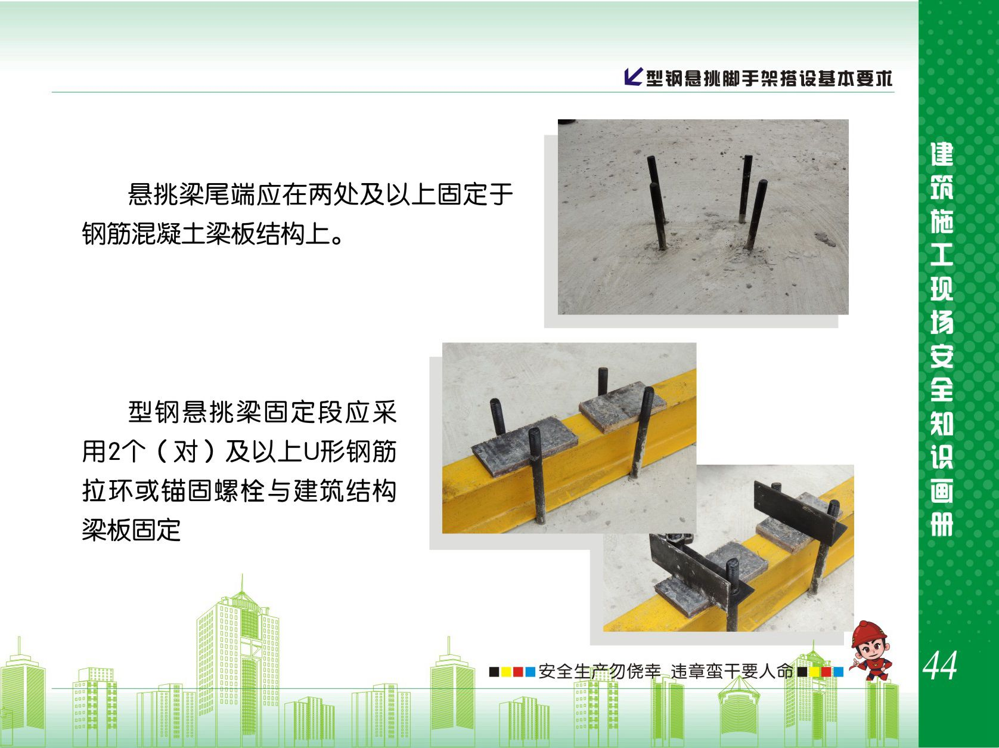 型钢悬挑脚手架搭设基本要求
悬挑梁尾端应在两处及以上固定于
钢筋混凝土梁板结构上。
型钢悬挑梁固定段应采
用2个（对）及以上U形钢筋
拉环或锚固螺栓与建筑结构
梁板固定
安全生产勿侥幸 违章蛮干要人命
建筑施工现场安全知识画册
44